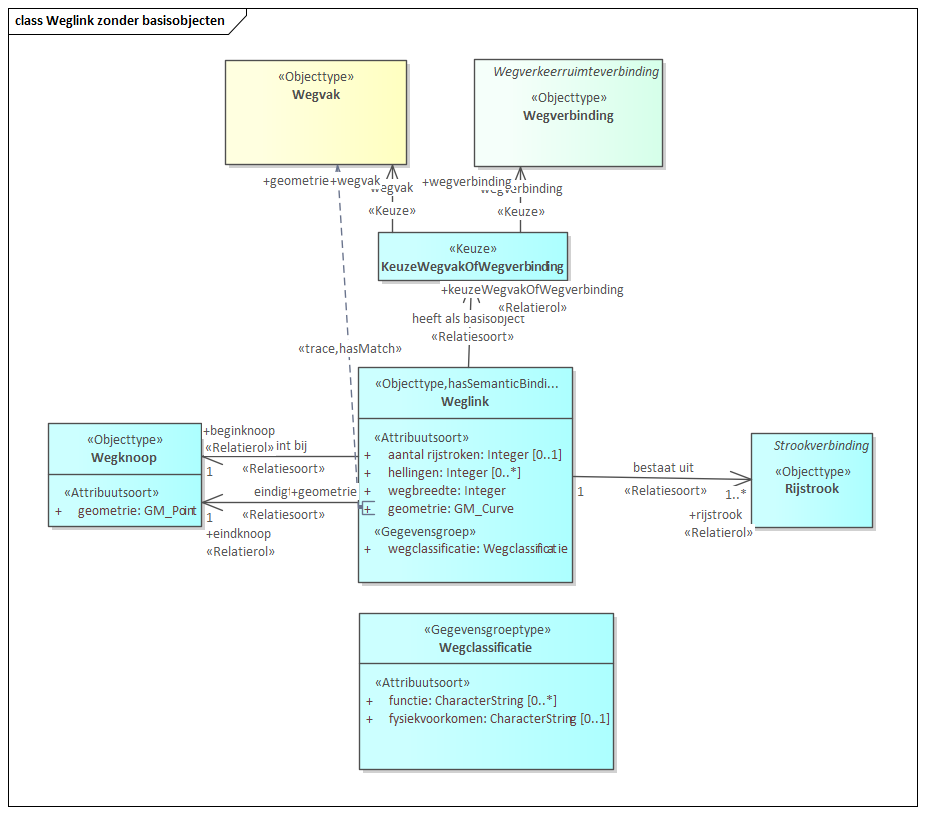 class Weglink zonder basisobjecten
«Objecttype»
Wegvak
Wegverkeerruimteverbinding
«Objecttype»
Wegverbinding
+geometrie
+wegvak
wegvak
«Keuze»
+wegverbinding
wegverbinding
«Keuze»
«Keuze»
KeuzeWegvakOfWegverbinding
+keuzeWegvakOfWegverbinding
«Relatierol»
heeft als basisobject
«Relatiesoort»
«trace,hasMatch»
«Objecttype,hasSemanticBindi...
Weglink
«Attribuutsoort»
+ aantal rijstroken: Integer [0..1]
+ hellingen: Integer [0..*]
+ wegbreedte: Integer
+ geometrie: GM_Curve
«Gegevensgroep»
+ wegclassificatie: Wegclassificatie
«Objecttype»
Wegknoop
«Attribuutsoort»
+ geometrie: GM_Point
+beginknoop
«Relatierol»
int bij
1
«Relatiesoort»
eindigt
+geometrie
1
«Relatiesoort»
+eindknoop
«Relatierol»
bestaat uit
1
«Relatiesoort»
1..*
+rijstrook
«Relatierol»
Strookverbinding
«Objecttype»
Rijstrook
«Gegevensgroeptype»
Wegclassificatie
«Attribuutsoort»
+ functie: CharacterString [0..*]
+ fysiekvoorkomen: CharacterString [0..1]